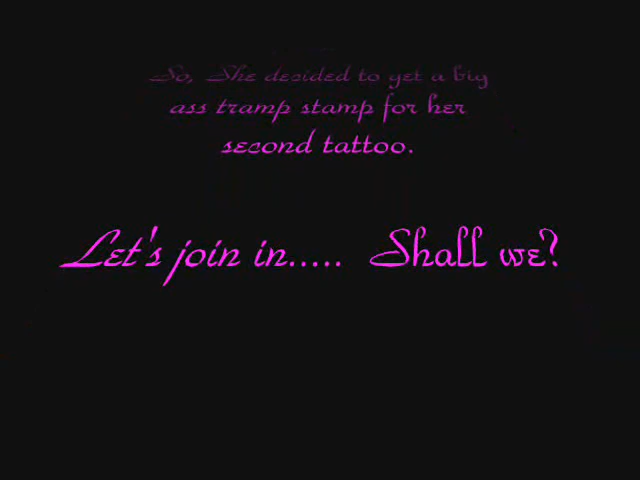 So, She decided to get a big
ass tramp stamp for her
second tattoo.
Let's join in..... Shall we?